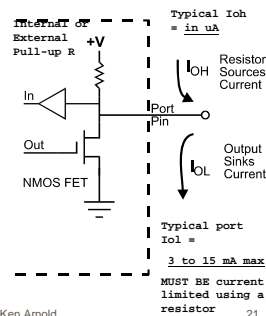 Internal or
External
Pull-up R
+V
In
Out
NMOS FET
Port
Pin
Typical Ioh
= in uA
IOH
Resistor
Sources
Current
IOL
Output
Sinks
Current
Typical port
Iol =
3 to 15 mA max
MUST BE current
limited using a
resistor
Ken Arnold
21